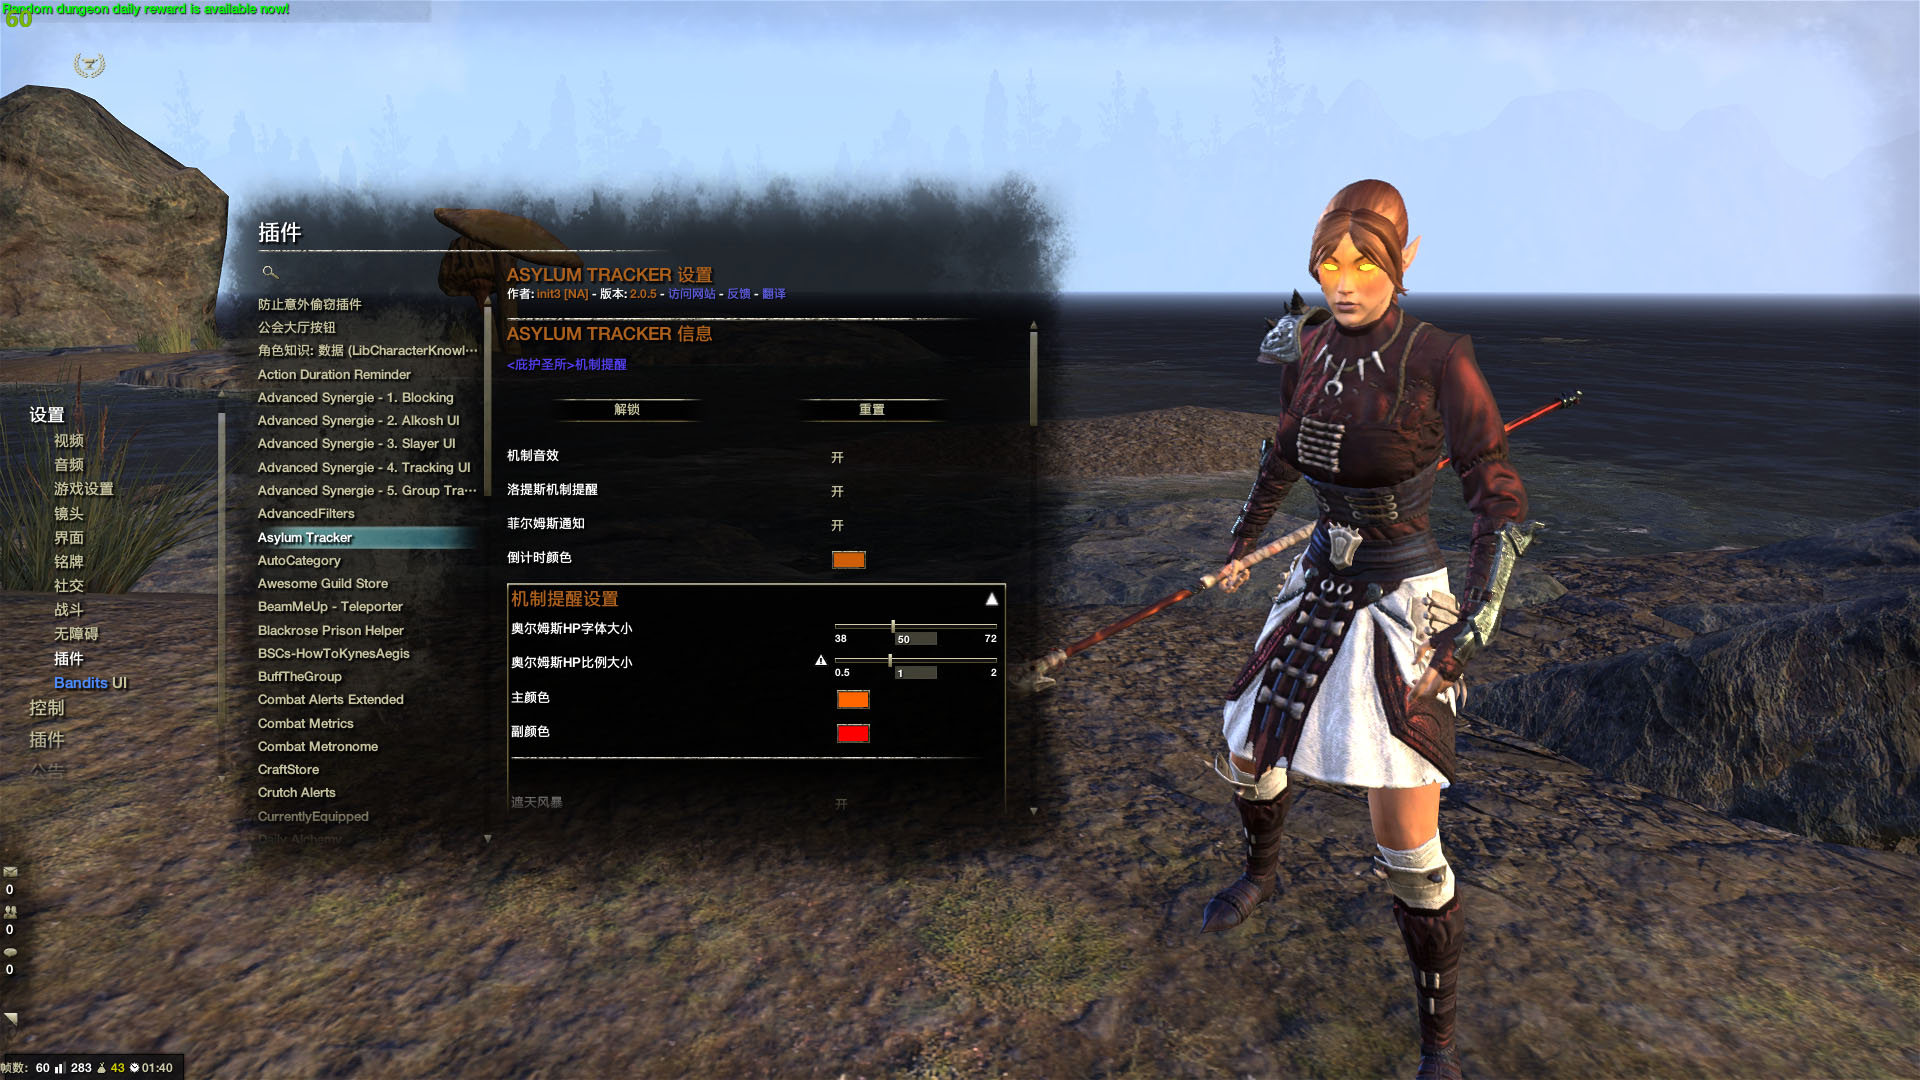 Random dungeon daily reward is available now!
60
插件
防止意外偷窃插件
公会大厅按钮
角色知识: 数据 (LibCharacterKnowl···
Action Duration Reminder
Advanced Synergie - 1. Blocking
Advanced Synergie - 2. Alkosh UI
Advanced Synergie - 3. Slayer UI
Advanced Synergie - 4. Tracking UI
Advanced Synergie - 5. Group Tra···
AdvancedFilters
Asylum Tracker
AutoCategory
Awesome Guild Store
BeamMeUp - Teleporter
Blackrose Prison Helper
BSCs-HowToKynesAegis
BuffTheGroup
Combat Alerts Extended
Combat Metrics
Combat Metronome
CraftStore
Crutch Alerts
CurrentlyEquipped
Daily Alchemy
设置
视频
音频
游戏设置
镜头
界面
铭牌
社交
战斗
无障碍
插件
Bandits UI
控制
插件
公告
ASYLUM TRACKER 设置
作者: init3 [NA] - 版本: 2.0.5 - 访问网站 - 反馈 - 翻译
ASYLUM TRACKER 信息
<庇护圣所>机制提醒
解锁 重置
机制音效 开
洛提斯机制提醒 开
菲尔姆斯通知 开
倒计时颜色
机制提醒设置
奥尔姆斯HP字体大小
38 50 72
奥尔姆斯HP比例大小
0.5 1 2
主颜色
副颜色
遮天风暴 开
0
0
0
帧数: 60 283 43 01:40